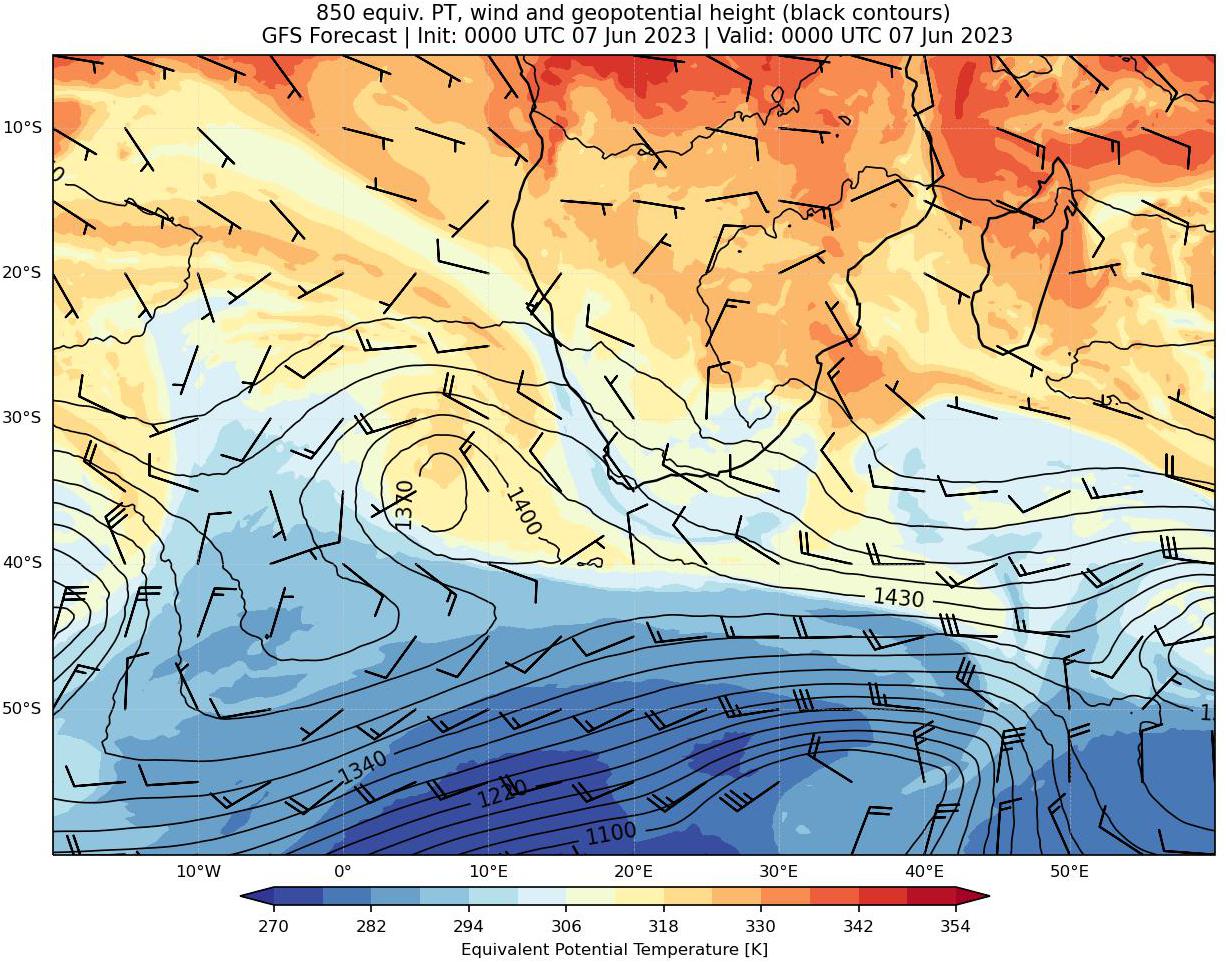 850 equiv. PT, wind and geopotential height (black contours)
GFS Forecast | Init: 0000 UTC 07 Jun 2023 | Valid: 0000 UTC 07 Jun 2023
10°S
20°S
30°S
1370
1400
40°S
1430
50°S
1340
1220
1100
10°W
0°
10°E
20°E
30°E
40°E
50°E
270
282
294
306
318
330
342
354
Equivalent Potential Temperature [K]